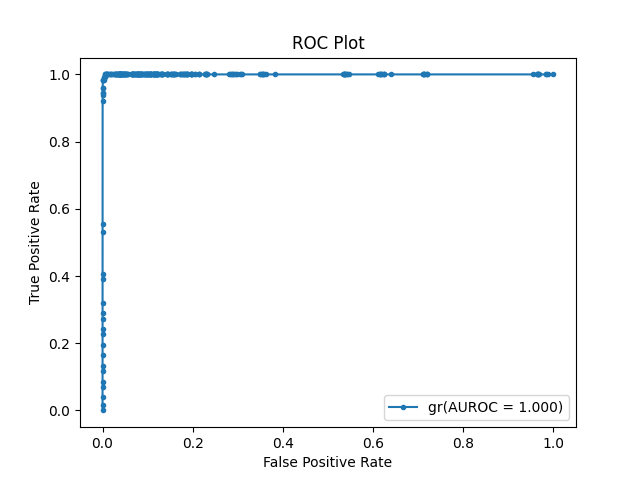 ROC Plot
True Positive Rate
1.0
0.8
0.6
0.4
0.2
0.0
0.0 0.2 0.4 0.6 0.8 1.0
False Positive Rate
gr(AUROC = 1.000)